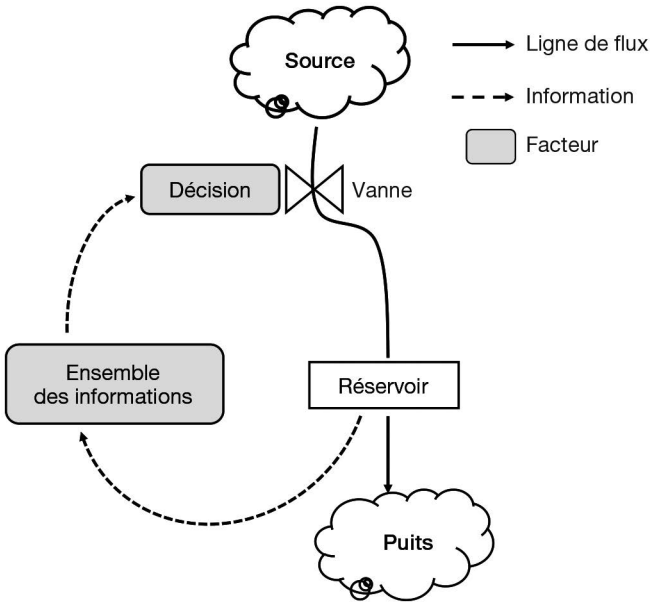 Source
Ligne de flux
Information
Facteur
Décision
Vanne
Ensemble
des informations
Réservoir
Puits